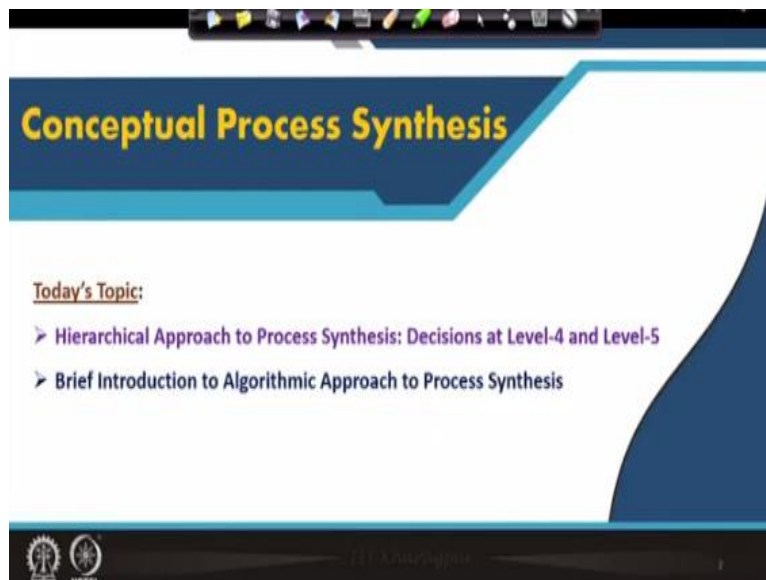 Conceptual Process Synthesis
Today's Topic:
➢ Hierarchical Approach to Process Synthesis: Decisions at Level-4 and Level-5
➢ Brief Introduction to Algorithmic Approach to Process Synthesis